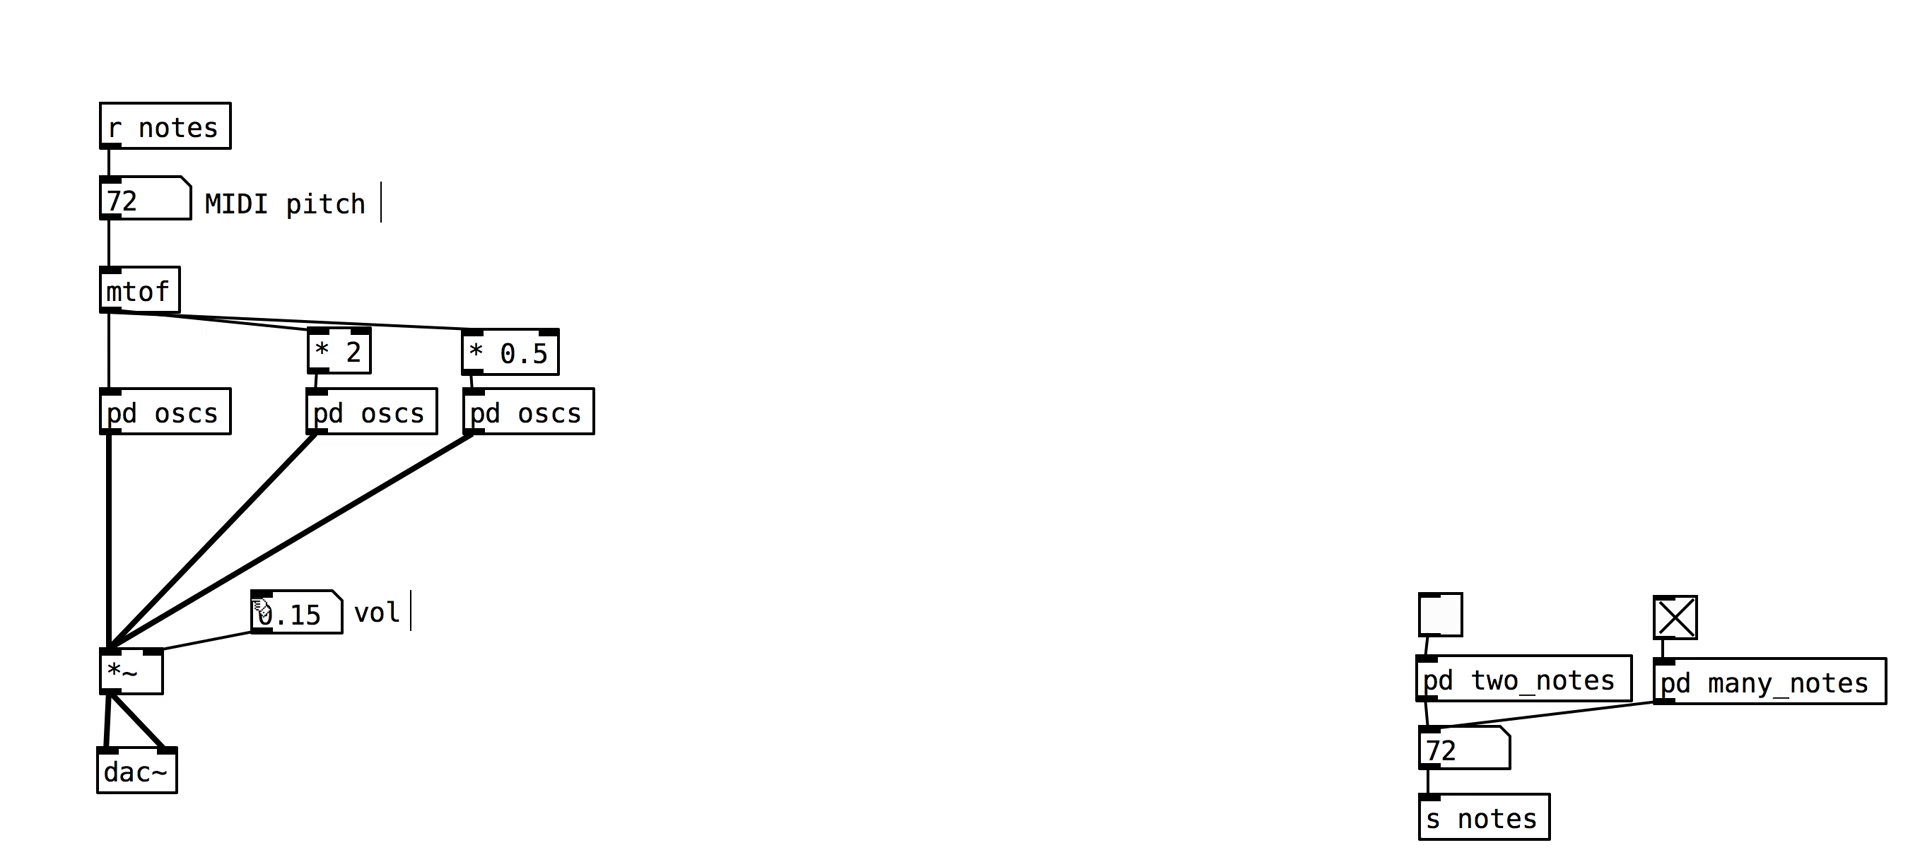 r notes
72
MIDI pitch
mtof
* 2
* 0.5
pd oscs
pd oscs
pd oscs
0.15
vol
*~
dac~
pd two_notes
pd many_notes
72
s notes